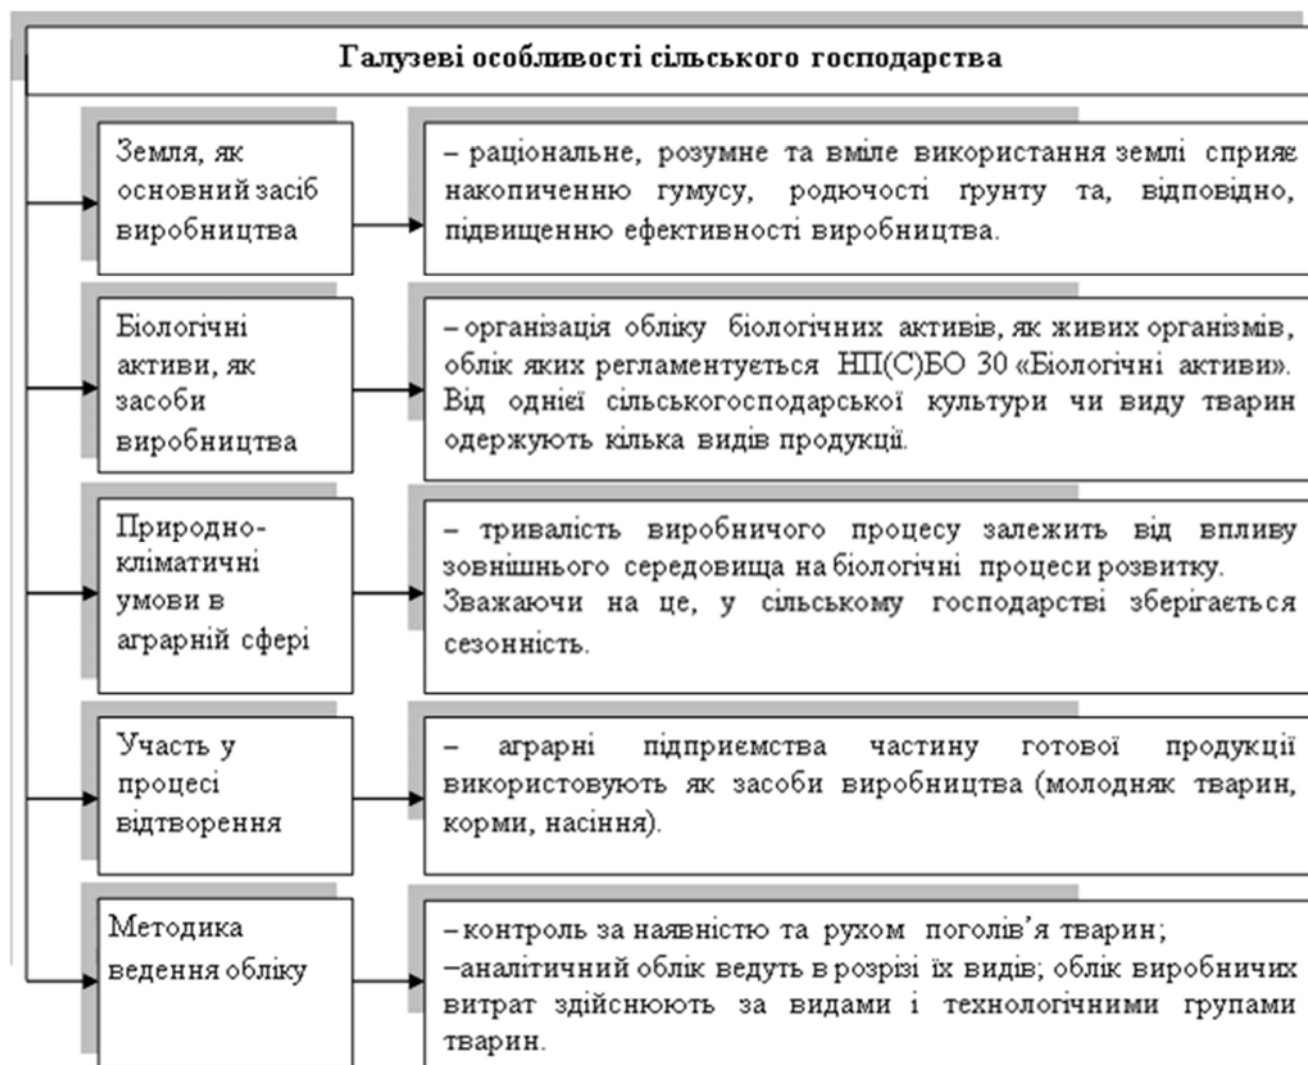 Галузеві особливості сільського господарства
Земля, як
основний засіб
виробництва
– раціональне, розумне та вміле використання землі сприяє
накопиченню гумусу, родючості ґрунту та, відповідно,
підвищенню ефективності виробництва.
Біологічні
активи, як
засоби
виробництва
– організація обліку біологічних активів, як живих організмів,
облік яких регламентується НП(С)БО 30 «Біологічні активи».
Від однієї сільськогосподарської культури чи виду тварин
одержують кілька видів продукції.
Природно-
кліматичні
умови в
аграрній сфері
– тривалість виробничого процесу залежить від впливу
зовнішнього середовища на біологічні процеси розвитку.
Зважаючи на це, у сільському господарстві зберігається
сезонність.
Участь у
процесі
відтворення
– аграрні підприємства частину готової продукції
використовують як засоби виробництва (молодняк тварин,
корми, насіння).
Методика
ведення обліку
– контроль за наявністю та рухом поголів’я тварин;
–аналітичний облік ведуть в розрізі їх видів; облік виробничих
витрат здійснюють за видами і технологічними групами
тварин.